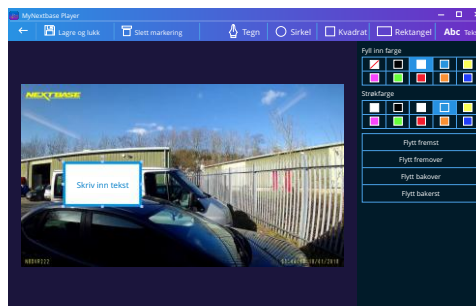 MyNextbase Player
Lagre og lukk
Slett markering
Tegn
Sirkel
Kvadrat
Rektangel
Abc Teks
Fyll inn farge
Strøkfarge
Flytt fremst
Flytt fremover
Flytt bakover
Flytt bakerst
NEXTBASE
Skriv inn tekst